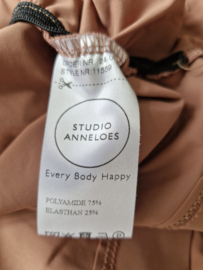 STUDIO
ANNELOES
Every Body Happy
POLYAMIDE 75%
ELASTHAN 25%